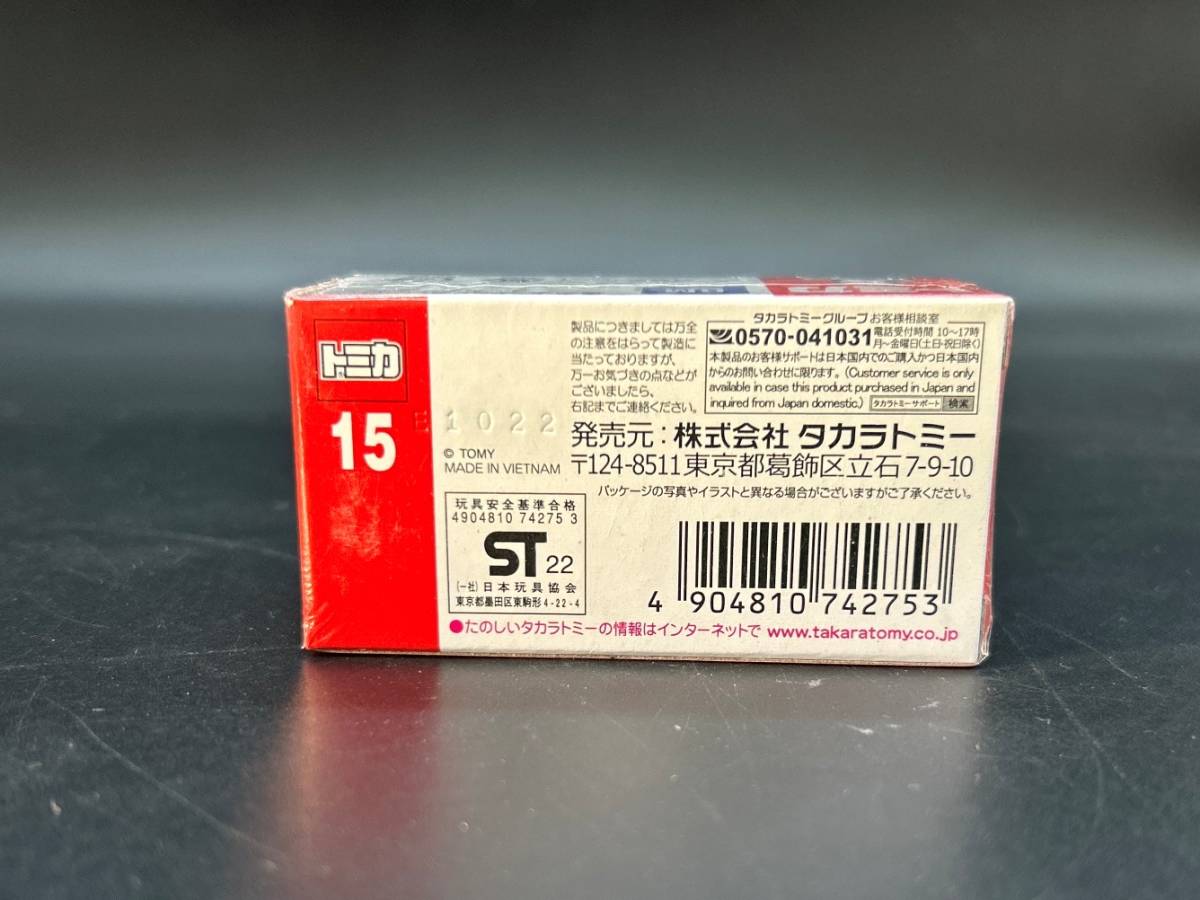 トミカ
15
E1022
© TOMY
MADE IN VIETNAM
製品につきましては万全
の注意をはらって製造に
当たっておりますが、
万一お気づきの点などが
ございましたら、
右記までご連絡ください。
タカラトミーグループお客様相談室
0570-041031
電話受付時間 10〜17時
月〜金曜日(土日・祝日除く)
本製品のお客様サポートは日本国内でのご購入かつ日本国内
からのお問い合わせに限ります。(Customer service is only
available in case this product purchased in Japan and
inquired from Japan domestic.)
タカラトミーサポート 検索
発売元:株式会社 タカラトミー
〒124-8511 東京都葛飾区立石7-9-10
パッケージの写真やイラストと異なる場合がございますがご了承ください。
玩具安全基準合格
4904810 74275 3
ST 22
(一社)日本玩具協会
東京都墨田区東駒形4-22-4
4 904810 742753
●たのしいタカラトミーの情報はインターネットで www.takaratomy.co.jp